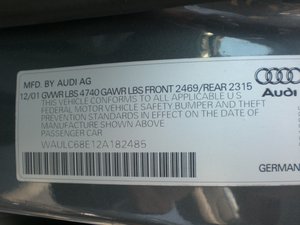 MFD. BY AUDI AG
12/01 GVWR LBS 4740 GAWR LBS FRONT 2469/REAR 2315
THIS VEHICLE CONFORMS TO ALL APPLICABLE U S
FEDERAL MOTOR VEHICLE SAFETY, BUMPER AND THEFT
PREVENTION STANDARDS IN EFFECT ON THE DATE OF
MANUFACTURE SHOWN ABOVE
PASSENGER CAR
WAULC68E12A182485
Audi
GERMAN